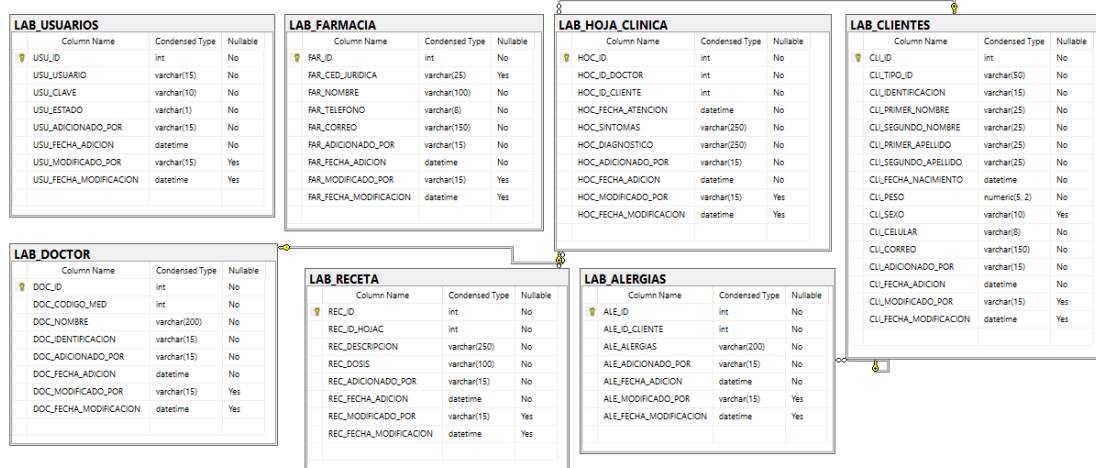 LAB_USUARIOS
Column Name Condensed Type Nullable
USU_ID int No
USU_USUARIO varchar(15) No
USU_CLAVE varchar(10) No
USU_ESTADO varchar(1) No
USU_ADICIONADO_POR varchar(15) No
USU_FECHA_ADICION datetime No
USU_MODIFICADO_POR varchar(15) Yes
USU_FECHA_MODIFICACION datetime Yes
LAB_FARMACIA
Column Name Condensed Type Nullable
FAR_ID int No
FAR_CED_JURIDICA varchar(25) Yes
FAR_NOMBRE varchar(100) No
FAR_TELEFONO varchar(8) No
FAR_CORREO varchar(150) No
FAR_ADICIONADO_POR varchar(15) No
FAR_FECHA_ADICION datetime No
FAR_MODIFICADO_POR varchar(15) Yes
FAR_FECHA_MODIFICACION datetime Yes
LAB_HOJA_CLINICA
Column Name Condensed Type Nullable
HOC_ID int No
HOC_ID_DOCTOR int No
HOC_ID_CLIENTE int No
HOC_FECHA_ATENCION datetime No
HOC_SINTOMAS varchar(250) No
HOC_DIAGNOSTICO varchar(250) No
HOC_ADICIONADO_POR varchar(15) No
HOC_FECHA_ADICION datetime No
HOC_MODIFICADO_POR varchar(15) Yes
HOC_FECHA_MODIFICACION datetime Yes
LAB_CLIENTES
Column Name Condensed Type Nullable
CLI_ID int No
CLI_TIPO_ID varchar(50) No
CLI_IDENTIFICACION varchar(15) No
CLI_PRIMER_NOMBRE varchar(25) No
CLI_SEGUNDO_NOMBRE varchar(25) No
CLI_PRIMER_APELLIDO varchar(25) No
CLI_SEGUNDO_APELLIDO varchar(25) No
CLI_FECHA_NACIMIENTO datetime No
CLI_PESO numeric(5, 2) No
CLI_SEXO varchar(10) Yes
CLI_CELULAR varchar(8) No
CLI_CORREO varchar(150) No
CLI_ADICIONADO_POR varchar(15) No
CLI_FECHA_ADICION datetime No
CLI_MODIFICADO_POR varchar(15) Yes
CLI_FECHA_MODIFICACION datetime Yes
LAB_DOCTOR
Column Name Condensed Type Nullable
DOC_ID int No
DOC_CODIGO_MED int No
DOC_NOMBRE varchar(200) No
DOC_IDENTIFICACION varchar(15) No
DOC_ADICIONADO_POR varchar(15) No
DOC_FECHA_ADICION datetime No
DOC_MODIFICADO_POR varchar(15) Yes
DOC_FECHA_MODIFICACION datetime Yes
LAB_RECETA
Column Name Condensed Type Nullable
REC_ID int No
REC_ID_HOJAC int No
REC_DESCRIPCION varchar(250) No
REC_DOSIS varchar(100) No
REC_ADICIONADO_POR varchar(15) No
REC_FECHA_ADICION datetime No
REC_MODIFICADO_POR varchar(15) Yes
REC_FECHA_MODIFICACION datetime Yes
LAB_ALERGIAS
Column Name Condensed Type Nullable
ALE_ID int No
ALE_ID_CLIENTE int No
ALE_ALERGIAS varchar(200) No
ALE_ADICIONADO_POR varchar(15) No
ALE_FECHA_ADICION datetime No
ALE_MODIFICADO_POR varchar(15) Yes
ALE_FECHA_MODIFICACION datetime Yes